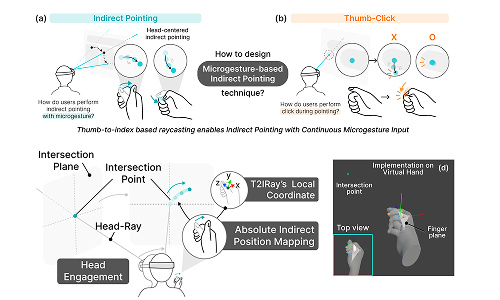 (a)
Indirect Pointing
Head-centered
indirect pointing
How do users perform
indirect pointing
with microgesture?
How to design
Microgesture-based
Indirect Pointing
technique?
(b)
Thumb-Click
X
O
How do users perform
click during pointing?
Thumb-to-index based raycasting enables Indirect Pointing with Continuous Microgesture Input
Intersection
Plane
Intersection
Point
Head-Ray
Head
Engagement
y
z
x
T2IRay's Local
Coordinate
Absolute Indirect
Position Mapping
Implementation on
Virtual Hand
(d)
Intersection
point
Top view
Finger
plane